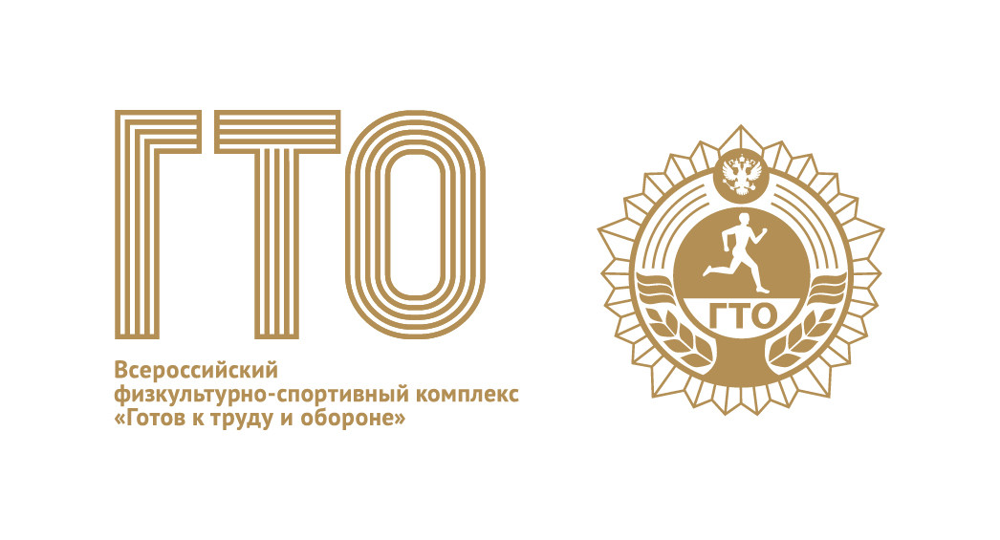 ГТО
Всероссийский
физкультурно-спортивный комплекс
«Готов к труду и обороне»
ГТО